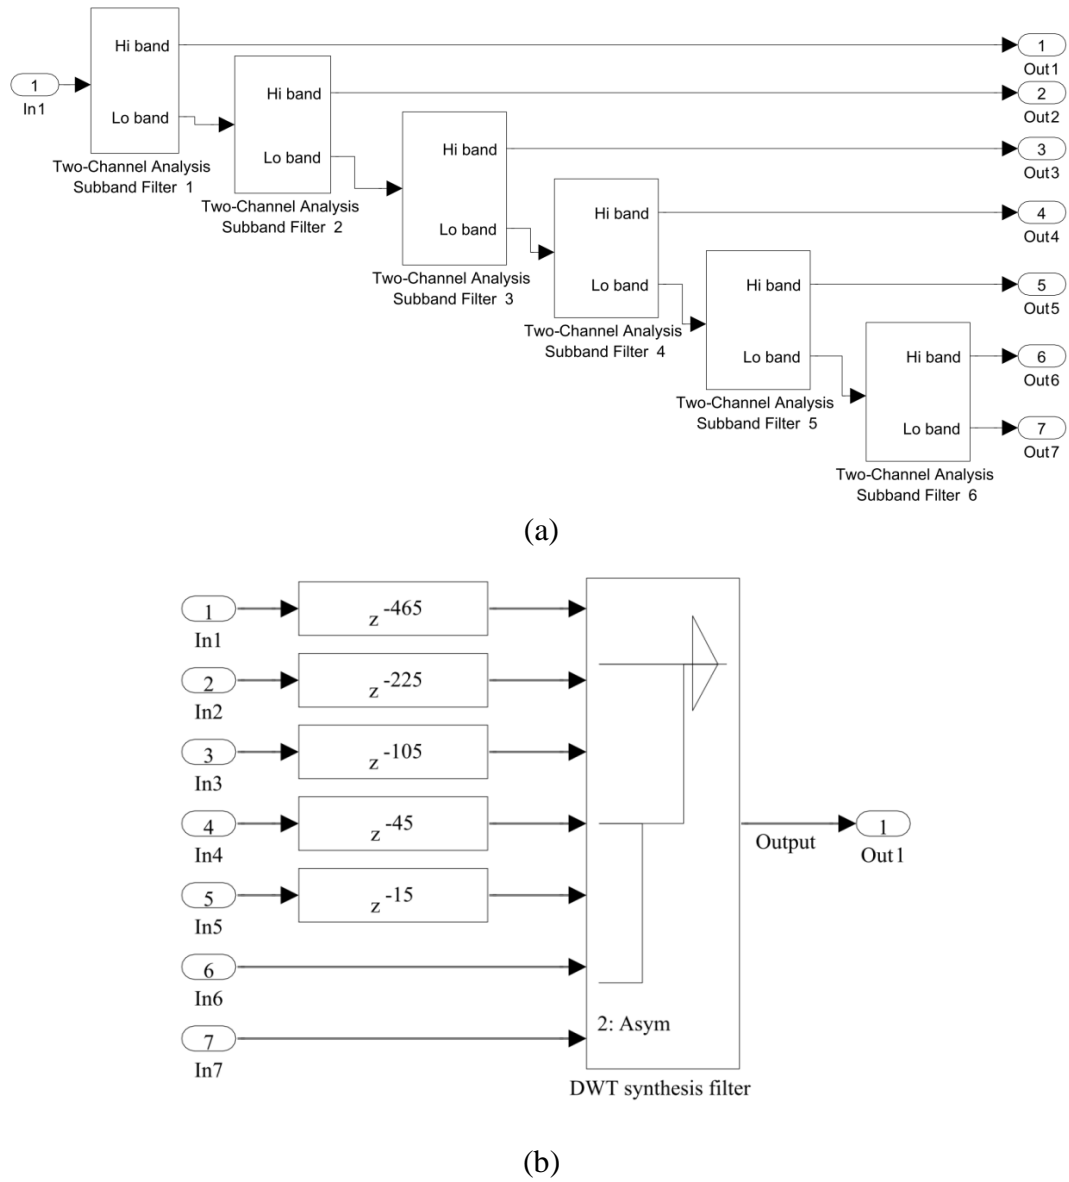 1
In1
Hi band
Lo band
Two-Channel Analysis
Subband Filter 1
Hi band
Lo band
Two-Channel Analysis
Subband Filter 2
Hi band
Lo band
Two-Channel Analysis
Subband Filter 3
Hi band
Lo band
Two-Channel Analysis
Subband Filter 4
Hi band
Lo band
Two-Channel Analysis
Subband Filter 5
Hi band
Lo band
Two-Channel Analysis
Subband Filter 6
1
Out1
2
Out2
3
Out3
4
Out4
5
Out5
6
Out6
7
Out7
(a)
1
In1
z -465
2
In2
z -225
3
In3
z -105
4
In4
z -45
5
In5
z -15
6
In6
7
In7
2: Asym
DWT synthesis filter
Output
1
Out1
(b)